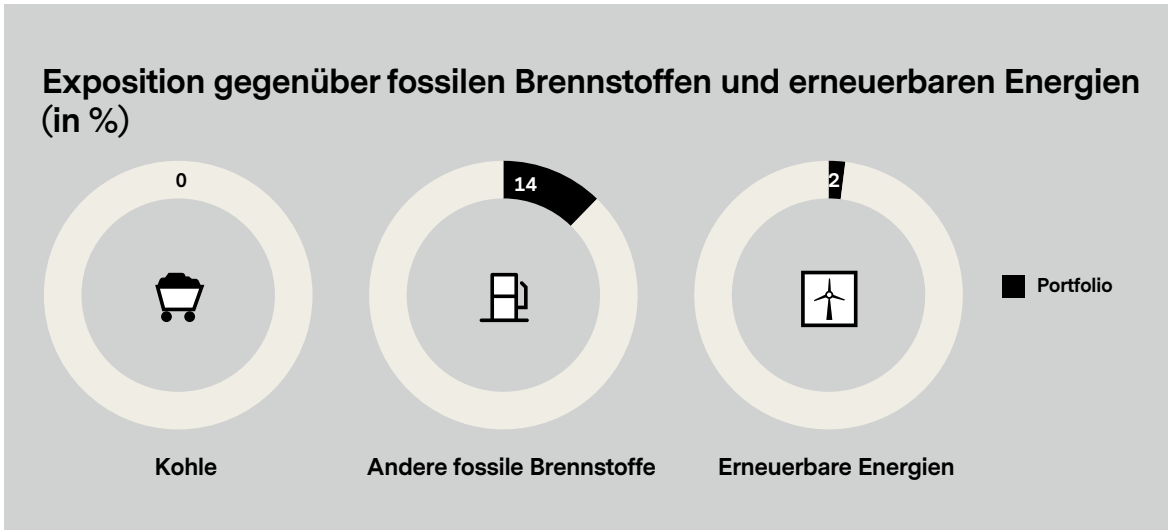 Exposition gegenüber fossilen Brennstoffen und erneuerbaren Energien
(in %)
0
14
2
Portfolio
Kohle
Andere fossile Brennstoffe
Erneuerbare Energien